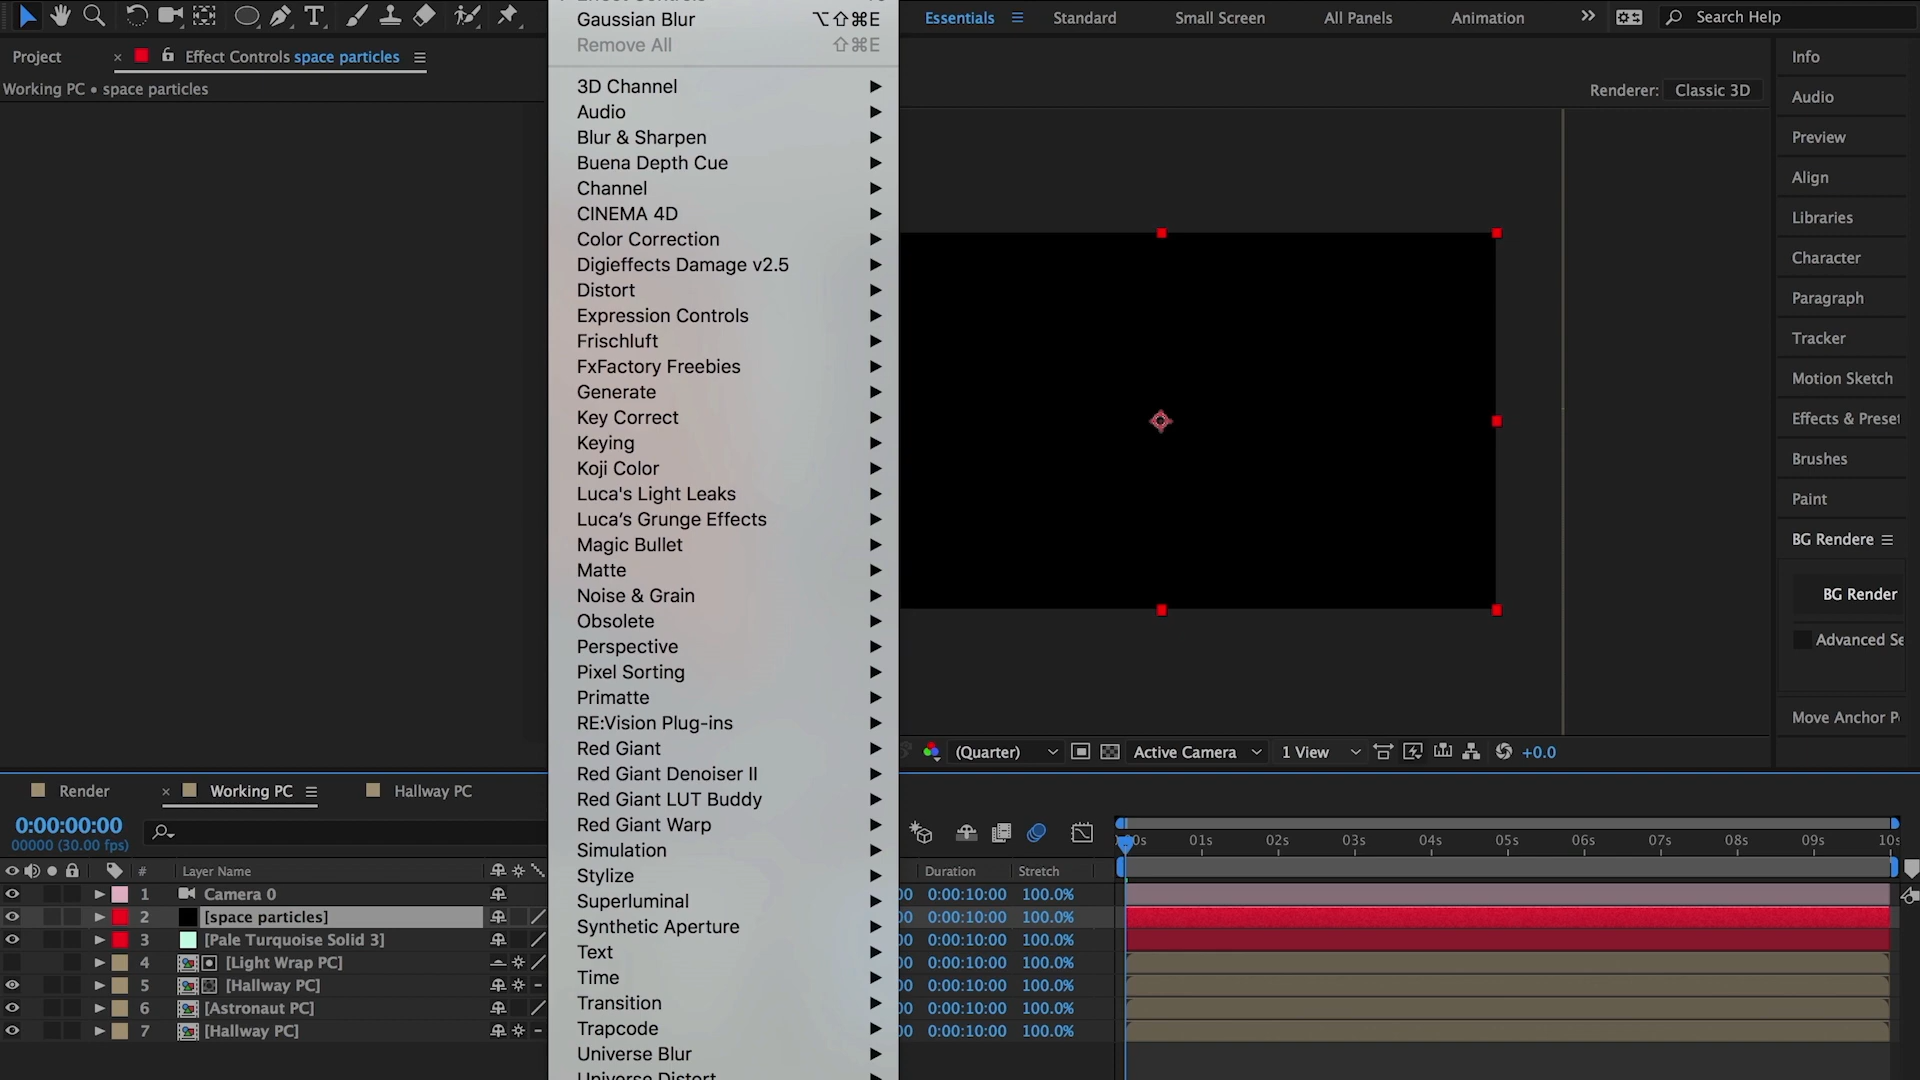 Essentials
Standard
Small Screen
All Panels
Animation
Search Help
Project
Effect Controls space particles
Working PC • space particles
Gaussian Blur ⌥⇧⌘E
Remove All ⇧⌘E
3D Channel
Audio
Blur & Sharpen
Buena Depth Cue
Channel
CINEMA 4D
Color Correction
Digieffects Damage v2.5
Distort
Expression Controls
Frischluft
FxFactory Freebies
Generate
Key Correct
Keying
Koji Color
Luca's Light Leaks
Luca's Grunge Effects
Magic Bullet
Matte
Noise & Grain
Obsolete
Perspective
Pixel Sorting
Primatte
RE:Vision Plug-ins
Red Giant
Red Giant Denoiser II
Red Giant LUT Buddy
Red Giant Warp
Simulation
Stylize
Superluminal
Synthetic Aperture
Text
Time
Transition
Trapcode
Universe Blur
Universe Distort
Renderer: Classic 3D
(Quarter)
Active Camera
1 View
+0.0
Info
Audio
Preview
Align
Libraries
Character
Paragraph
Tracker
Motion Sketch
Effects & Preset
Brushes
Paint
BG Rendere
BG Render
Advanced Se
Move Anchor P
Render
Working PC
Hallway PC
0:00:00:00
00000 (30.00 fps)
# Layer Name
Duration Stretch
0s 01s 02s 03s 04s 05s 06s 07s 08s 09s 10s
1 Camera 0 0:00:10:00 100.0%
2 [space particles] 00 0:00:10:00 100.0%
3 [Pale Turquoise Solid 3] 00 0:00:10:00 100.0%
4 [Light Wrap PC] 00 0:00:10:00 100.0%
5 [Hallway PC] 00 0:00:10:00 100.0%
6 [Astronaut PC] 00 0:00:10:00 100.0%
7 [Hallway PC] 00 0:00:10:00 100.0%